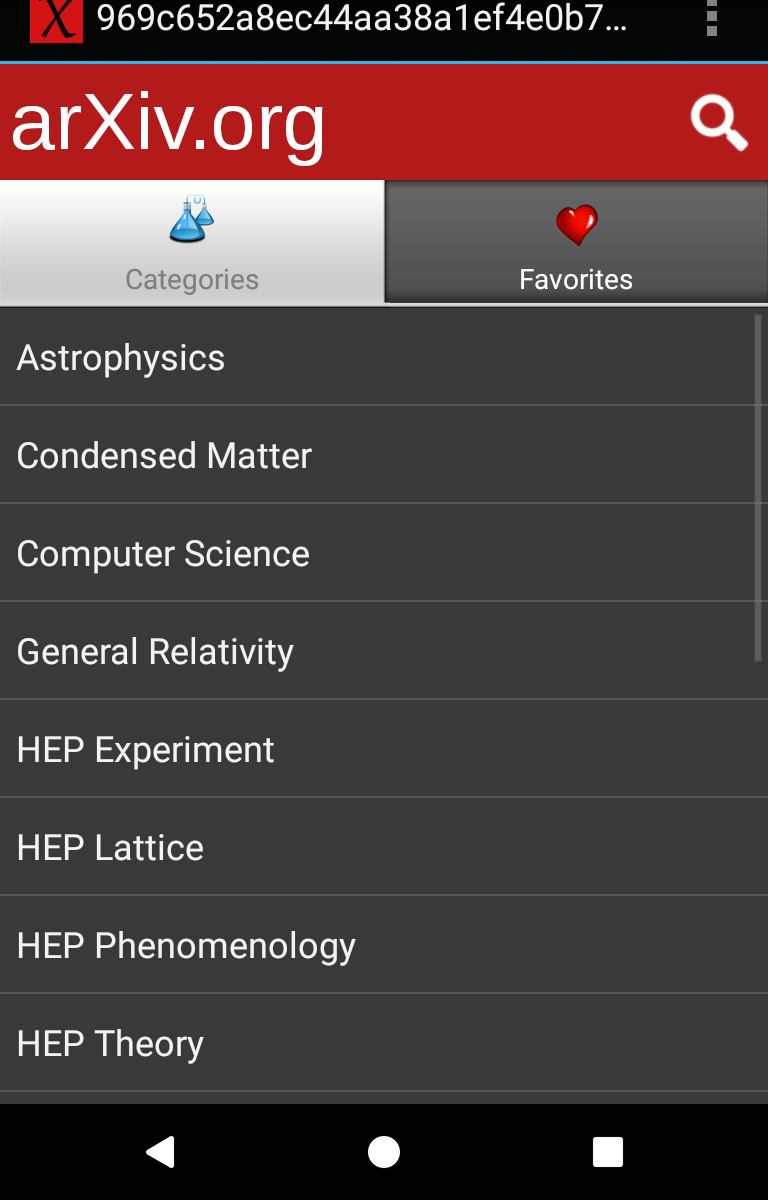 969c652a8ec44aa38a1ef4e0b7…
arXiv.org
Categories
Favorites
Astrophysics
Condensed Matter
Computer Science
General Relativity
HEP Experiment
HEP Lattice
HEP Phenomenology
HEP Theory